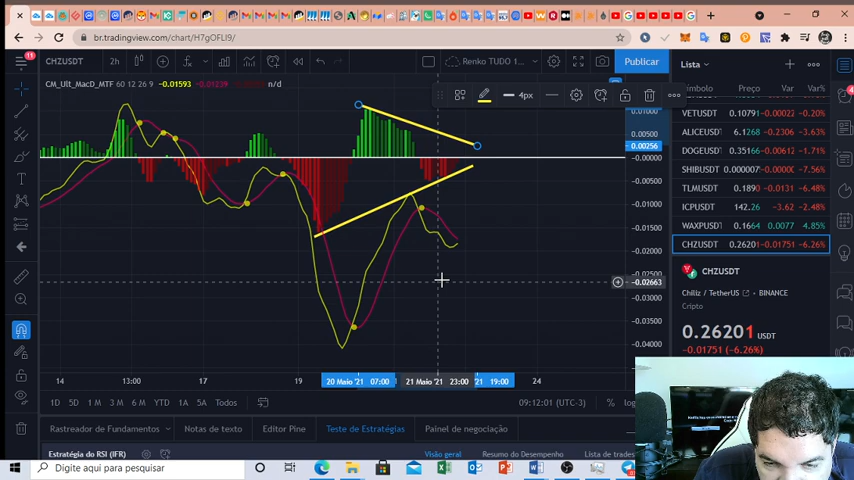 br.tradingview.com/chart/H7gOFLI9/
11
CHZUSDT
2h
Renko TUDO 1...
Publicar
Lista
CM_Ult_MacD_MTF 60 12 26 9 -0.01593 -0.01239 n/d
4px
Preço
Var
Var%
VETUSDT 0.10791 -0.00022 -0.20%
ALICEUSDT 6.1268 -0.2306 -3.63%
DOGEUSDT 0.35166 -0.00612 -1.71%
SHIBUSDT 0.000007 -7.56%
TLMUSDT 0.1890 -0.0131 -6.48%
ICPUSDT 142.26 -3.62 -2.48%
WAXPUSDT 0.1664 0.0077 4.85%
CHZUSDT 0.26201 -0.01751 -6.26%
0.01000
0.00500
0.00256
-0.00000
-0.00500
-0.01000
-0.01500
-0.02000
-0.02500
-0.02663
-0.03000
-0.03500
-0.04000
CHZUSDT
Chiliz / TetherUS
BINANCE
Cripto
0.26201 USDT
-0.01751 (-6.26%)
14
13:00
17
19
20 Maio '21 07:00
21 Maio '21 23:00
'21 19:00
24
1D
5D
1 M
3 M
6 M
YTD
1 A
5 A
Todos
09:12:01 (UTC-3)
%
log
Rastreador de Fundamentos
Notas de texto
Editor Pine
Teste de Estratégias
Painel de negociação
Estratégia do RSI (IFR)
Visão geral
Resumo do desempenho
Lista de trades
Digite aqui para pesquisar